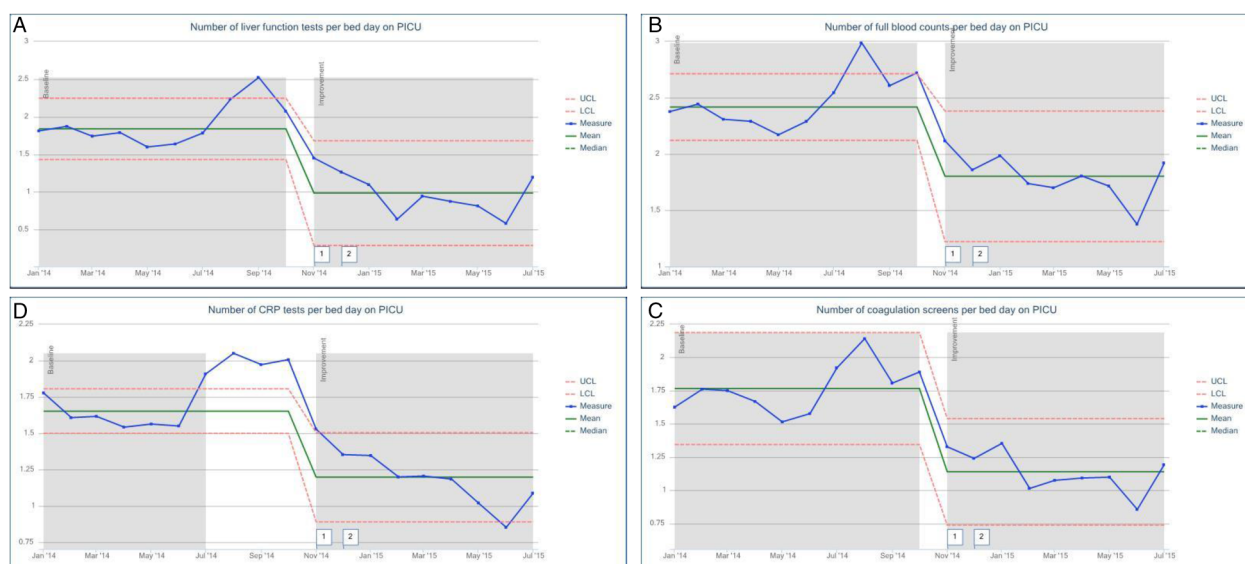 A
Number of liver function tests per bed day on PICU
3
2.5
2
1.5
1
0.5
Baseline
Improvement
1
2
Jan '14
Mar '14
May '14
Jul '14
Sep '14
Nov '14
Jan '15
Mar '15
May '15
Jul '15
UCL
LCL
Measure
Mean
Median
B
Number of full blood counts per bed day on PICU
3
2.5
2
1.5
1
Baseline
Improvement
1
2
Jan '14
Mar '14
May '14
Jul '14
Sep '14
Nov '14
Jan '15
Mar '15
May '15
Jul '15
UCL
LCL
Measure
Mean
Median
D
Number of CRP tests per bed day on PICU
2.25
2
1.75
1.5
1.25
1
0.75
Baseline
Improvement
1
2
Jan '14
Mar '14
May '14
Jul '14
Sep '14
Nov '14
Jan '15
Mar '15
May '15
Jul '15
UCL
LCL
Measure
Mean
Median
C
Number of coagulation screens per bed day on PICU
2.25
2
1.75
1.5
1.25
1
0.75
Baseline
Improvement
1
2
Jan '14
Mar '14
May '14
Jul '14
Sep '14
Nov '14
Jan '15
Mar '15
May '15
Jul '15
UCL
LCL
Measure
Mean
Median